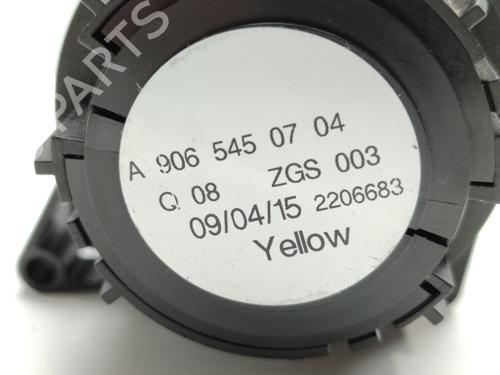 A 906 545 07 04
Q 08 ZGS 003
09/04/15 2206683
Yellow
B-PARTS